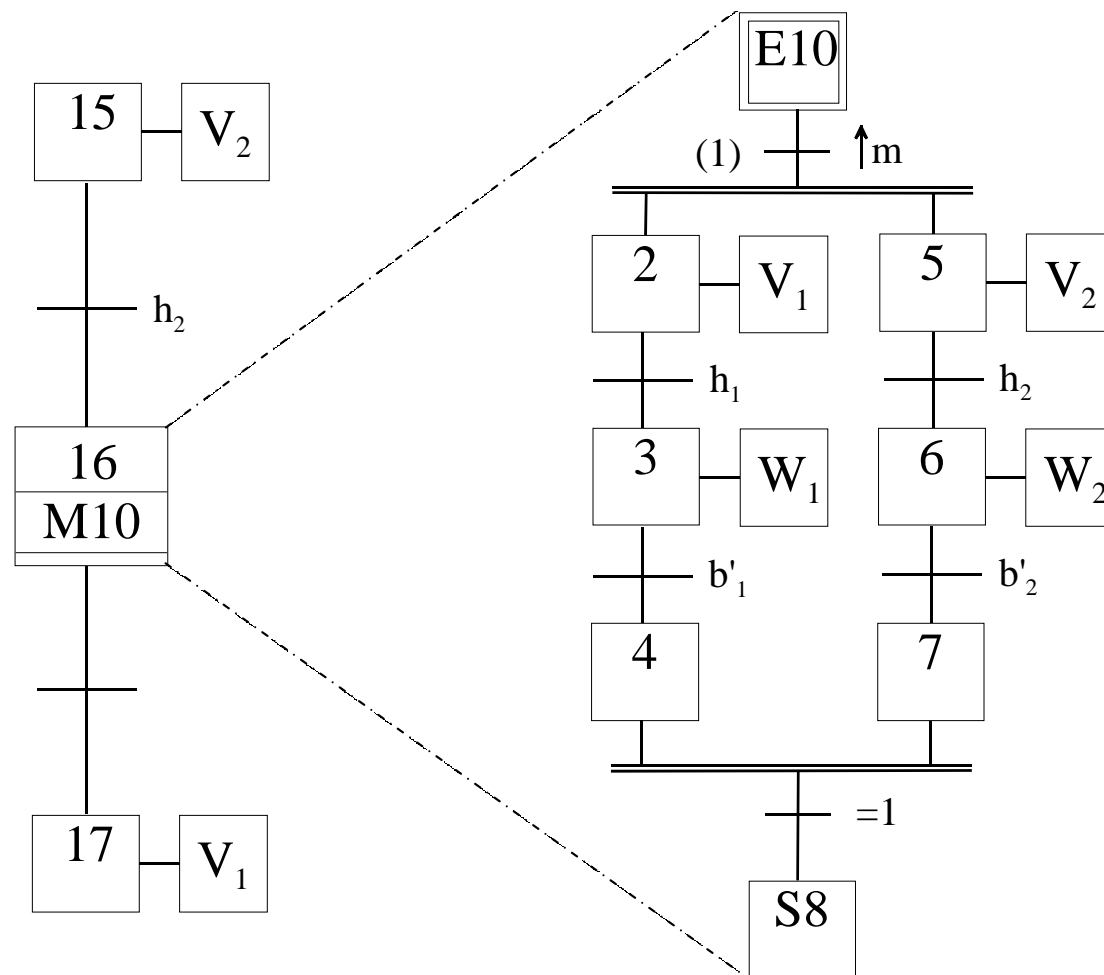 15
V₂
h₂
16
M10
17
V₁
E10
(1)
↑m
2
V₁
5
V₂
h₁
h₂
3
W₁
6
W₂
b'₁
b'₂
4
7
=1
S8